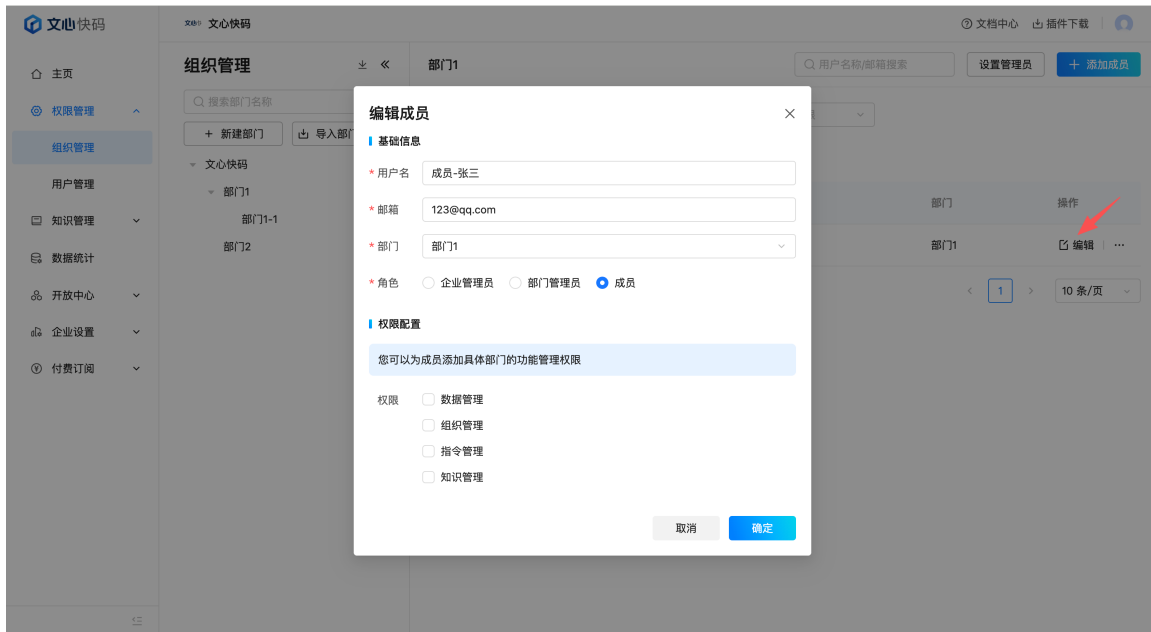 文心快码
文心快码 文心快码
文档中心 插件下载
主页
权限管理
组织管理
用户管理
知识管理
数据统计
开放中心
企业设置
付费订阅
组织管理
搜索部门名称
+ 新建部门 导入部门
文心快码
部门1
部门1-1
部门2
部门1
用户名称/邮箱搜索
设置管理员
+ 添加成员
部门 操作
部门1 编辑 ···
< 1 > 10 条/页
编辑成员
基础信息
* 用户名 成员-张三
* 邮箱 123@qq.com
* 部门 部门1
* 角色 企业管理员 部门管理员 成员
权限配置
您可以为成员添加具体部门的功能管理权限
权限 数据管理
组织管理
指令管理
知识管理
取消 确定